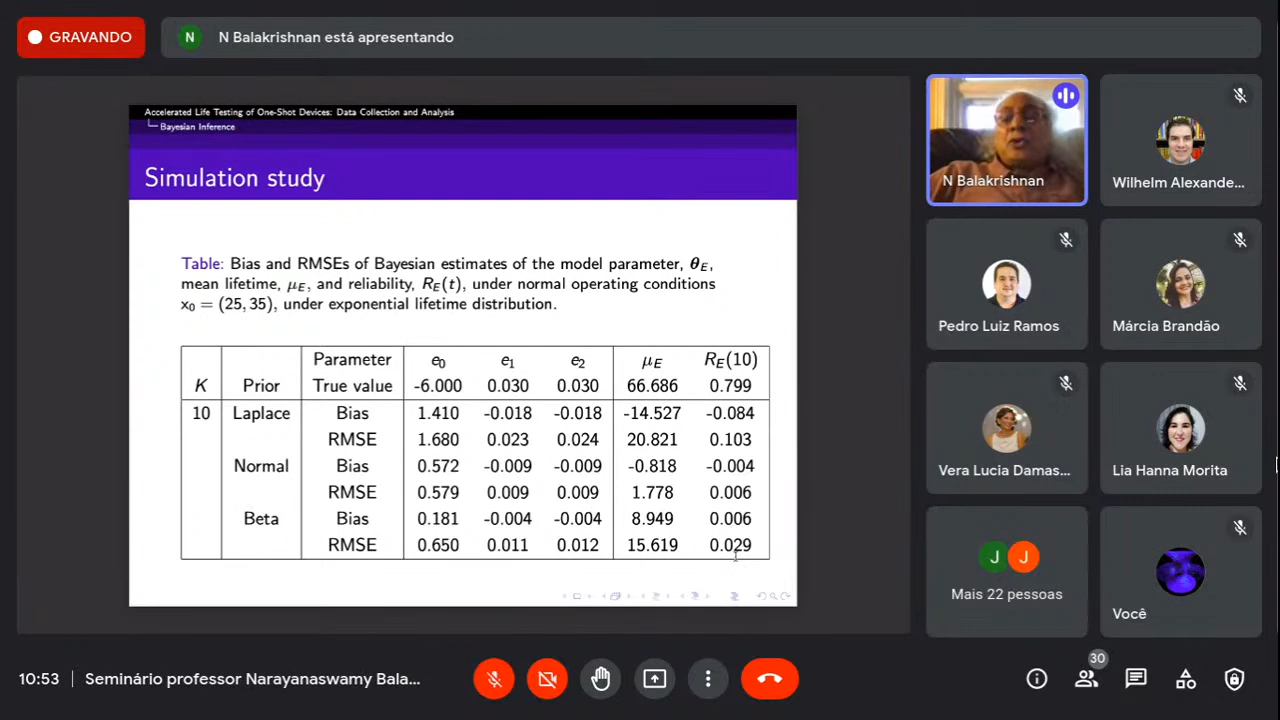 GRAVANDO
N
N Balakrishnan está apresentando
Accelerated Life Testing of One-Shot Devices: Data Collection and Analysis
Bayesian Inference
Simulation study
Table: Bias and RMSEs of Bayesian estimates of the model parameter, θ_E,
mean lifetime, μ_E, and reliability, R_E(t), under normal operating conditions
x₀ = (25, 35), under exponential lifetime distribution.
Parameter e₀ e₁ e₂ μ_E R_E(10)
K Prior True value -6.000 0.030 0.030 66.686 0.799
10 Laplace Bias 1.410 -0.018 -0.018 -14.527 -0.084
RMSE 1.680 0.023 0.024 20.821 0.103
Normal Bias 0.572 -0.009 -0.009 -0.818 -0.004
RMSE 0.579 0.009 0.009 1.778 0.006
Beta Bias 0.181 -0.004 -0.004 8.949 0.006
RMSE 0.650 0.011 0.012 15.619 0.029
N Balakrishnan
Wilhelm Alexande...
Pedro Luiz Ramos
Márcia Brandão
Vera Lucia Damas...
Lia Hanna Morita
J J
Mais 22 pessoas
Você
10:53 | Seminário professor Narayanaswamy Bala...
30